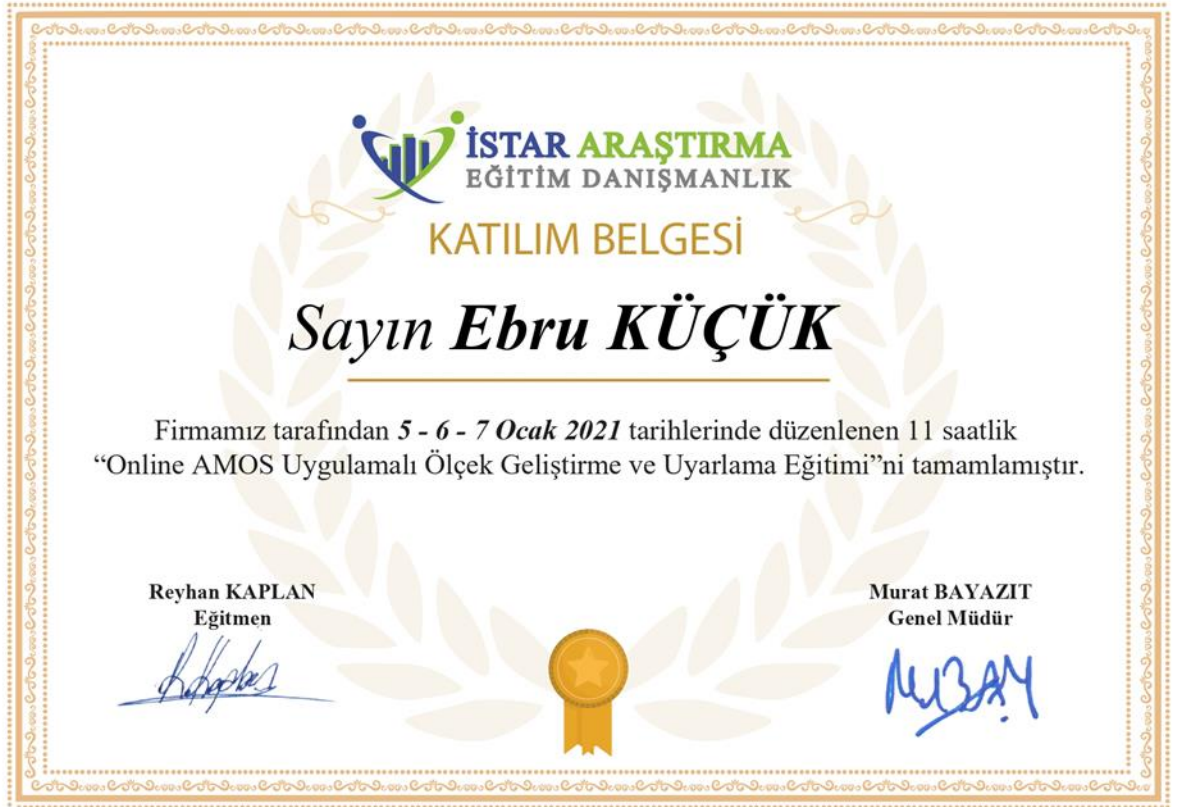 İSTAR ARAŞTIRMA
EĞİTİM DANIŞMANLIK
KATILIM BELGESİ
Sayın Ebru KÜÇÜK
Firmamız tarafından 5 - 6 - 7 Ocak 2021 tarihlerinde düzenlenen 11 saatlik
“Online AMOS Uygulamalı Ölçek Geliştirme ve Uyarlama Eğitimi”ni tamamlamıştır.
Reyhan KAPLAN
Eğitmen
Murat BAYAZIT
Genel Müdür